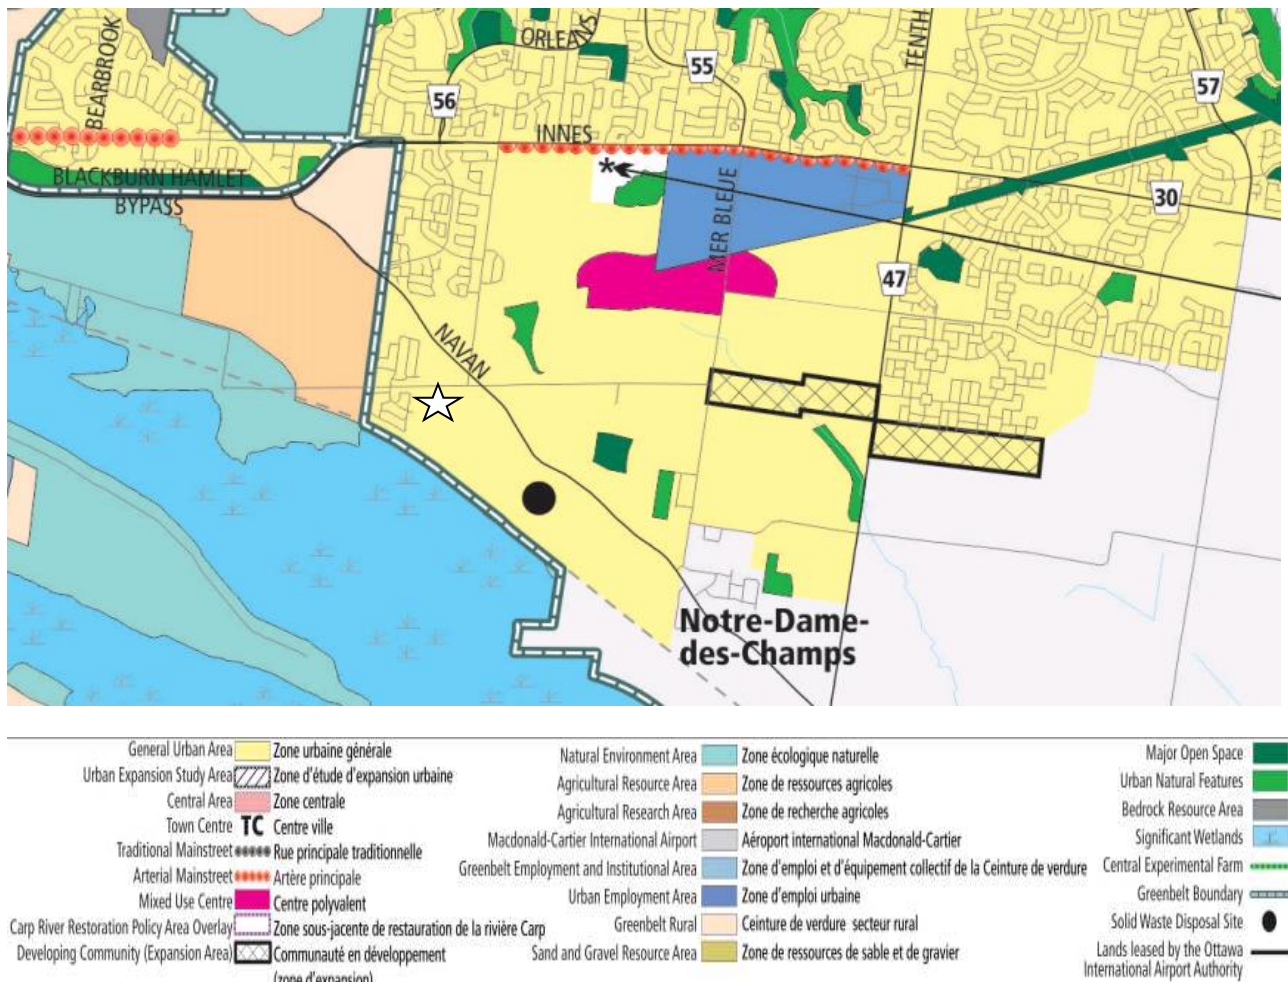 BEARBROOK
ORLEANS
TENTH
55
57
56
INNES
BLACKBURN HAMLET
BYPASS
*
MER BLEUE
30
47
NAVAN
Notre-Dame-
des-Champs
General Urban Area Zone urbaine générale
Urban Expansion Study Area Zone d'étude d'expansion urbaine
Central Area Zone centrale
Town Centre TC Centre ville
Traditional Mainstreet Rue principale traditionnelle
Arterial Mainstreet Artère principale
Mixed Use Centre Centre polyvalent
Carp River Restoration Policy Area Overlay Zone sous-jacente de restauration de la rivière Carp
Developing Community (Expansion Area) Communauté en développement
(zone d'expansion)
Natural Environment Area Zone écologique naturelle
Agricultural Resource Area Zone de ressources agricoles
Agricultural Research Area Zone de recherche agricoles
Macdonald-Cartier International Airport Aéroport international Macdonald-Cartier
Greenbelt Employment and Institutional Area Zone d'emploi et d'équipement collectif de la Ceinture de verdure
Urban Employment Area Zone d'emploi urbaine
Greenbelt Rural Ceinture de verdure secteur rural
Sand and Gravel Resource Area Zone de ressources de sable et de gravier
Major Open Space
Urban Natural Features
Bedrock Resource Area
Significant Wetlands
Central Experimental Farm
Greenbelt Boundary
Solid Waste Disposal Site
Lands leased by the Ottawa
International Airport Authority